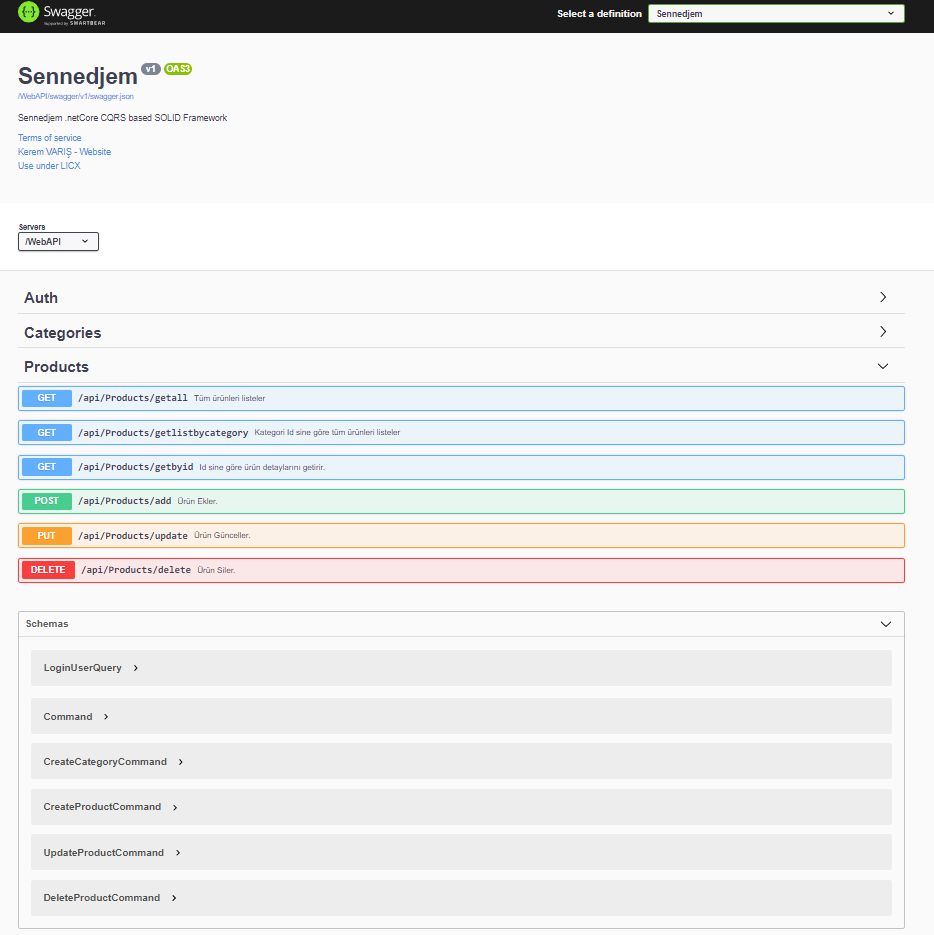 Swagger.
Supported by SMARTBEAR
Select a definition
Sennedjem
Sennedjem v1 OAS3
/WebAPI/swagger/v1/swagger.json
Sennedjem .netCore CQRS based SOLID Framework
Terms of service
Kerem VARIŞ - Website
Use under LICX
Servers
/WebAPI
Auth
Categories
Products
GET /api/Products/getall Tüm ürünleri listeler
GET /api/Products/getlistbycategory Kategori Id sine göre tüm ürünleri listeler
GET /api/Products/getbyid Id sine göre ürün detaylarını getirir.
POST /api/Products/add Ürün Ekler.
PUT /api/Products/update Ürün Günceller.
DELETE /api/Products/delete Ürün Siler.
Schemas
LoginUserQuery
Command
CreateCategoryCommand
CreateProductCommand
UpdateProductCommand
DeleteProductCommand